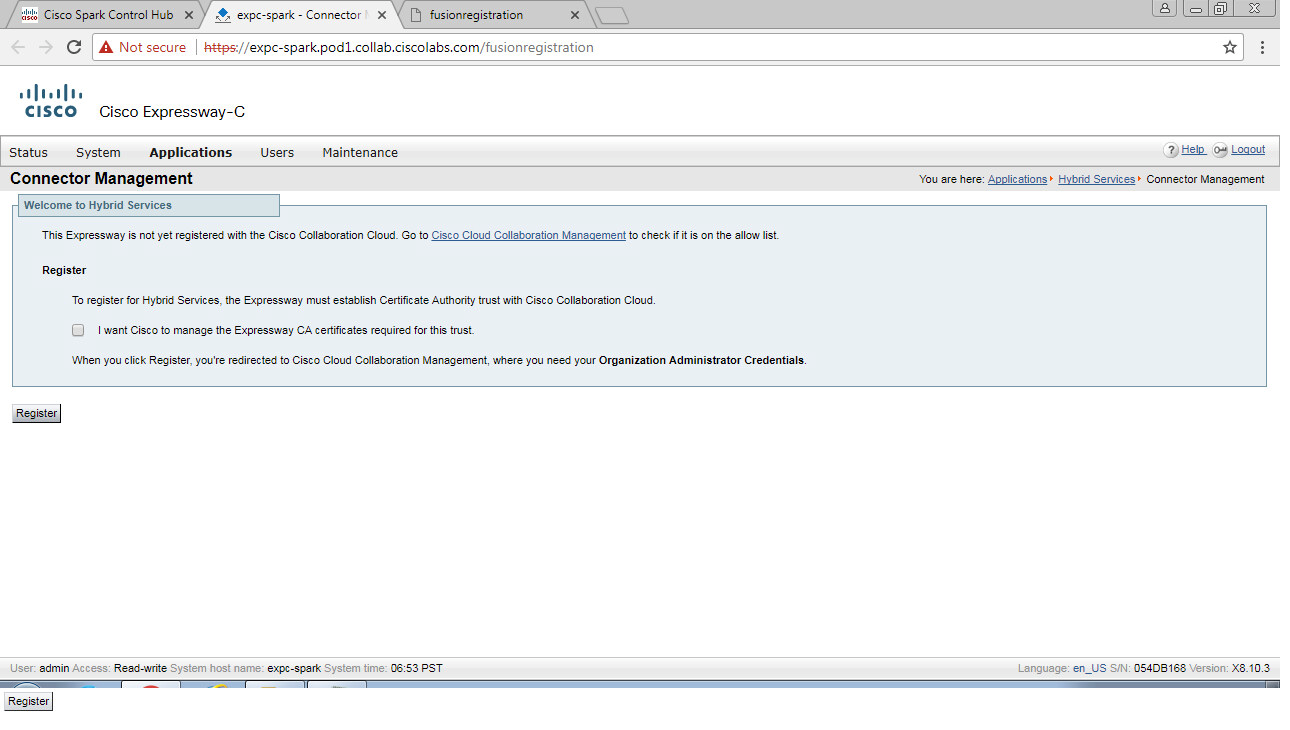 Cisco Spark Control Hub
expc-spark - Connector
fusionregistration
Not secure | https://expc-spark.pod1.collab.ciscolabs.com/fusionregistration
CISCO
Cisco Expressway-C
Status System Applications Users Maintenance ? Help Logout
Connector Management
You are here: Applications Hybrid Services Connector Management
Welcome to Hybrid Services
This Expressway is not yet registered with the Cisco Collaboration Cloud. Go to Cisco Cloud Collaboration Management to check if it is on the allow list.
Register
To register for Hybrid Services, the Expressway must establish Certificate Authority trust with Cisco Collaboration Cloud.
I want Cisco to manage the Expressway CA certificates required for this trust.
When you click Register, you're redirected to Cisco Cloud Collaboration Management, where you need your Organization Administrator Credentials.
Register
User: admin Access: Read-write System host name: expc-spark System time: 06:53 PST
Language: en_US S/N: 054DB168 Version: X8.10.3
Register